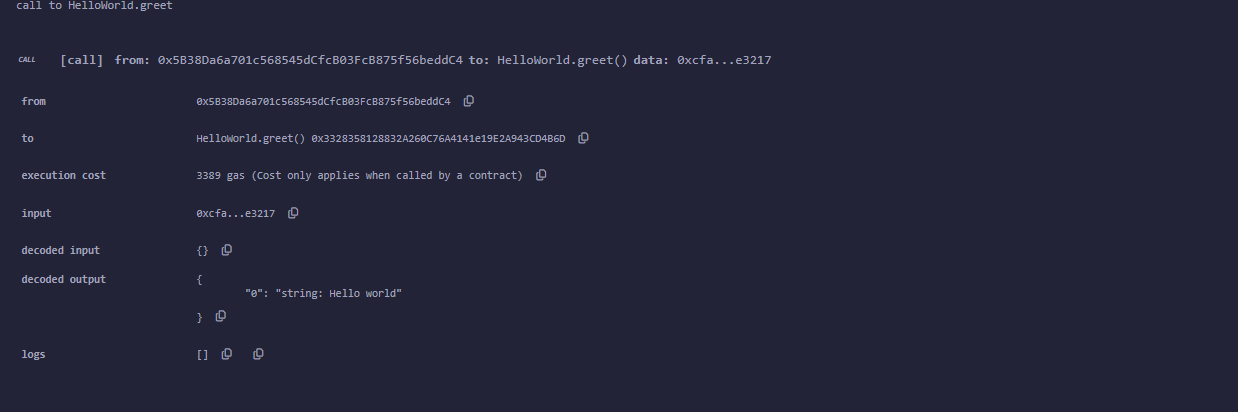 call to HelloWorld.greet
CALL [call] from: 0x5B38Da6a701c568545dCfcB03FcB875f56beddC4 to: HelloWorld.greet() data: 0xcfa...e3217
from 0x5B38Da6a701c568545dCfcB03FcB875f56beddC4
to HelloWorld.greet() 0x3328358128832A260C76A4141e19E2A943CD4B6D
execution cost 3389 gas (Cost only applies when called by a contract)
input 0xcfa...e3217
decoded input {}
decoded output {
"0": "string: Hello world"
}
logs []